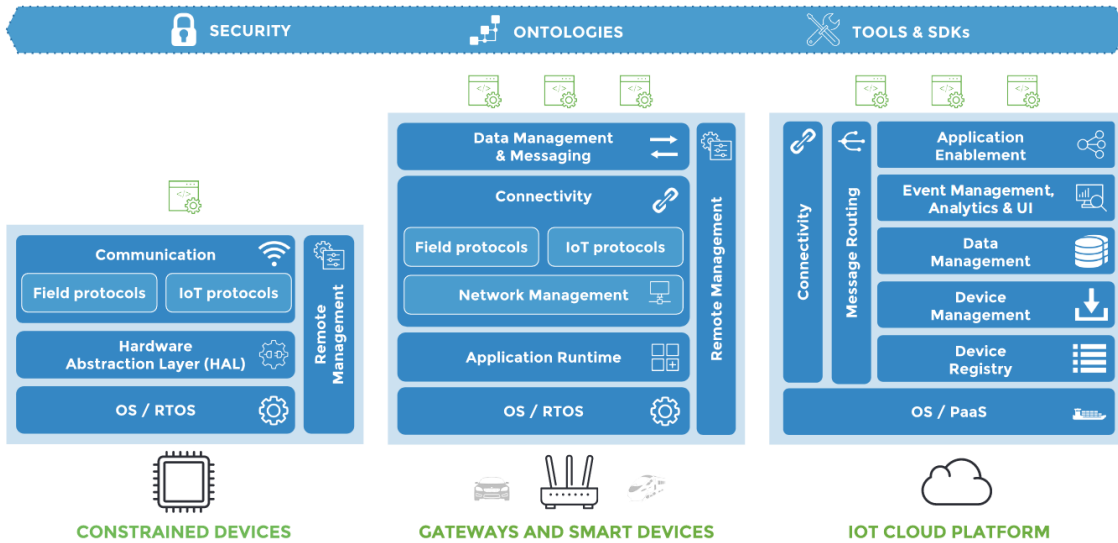 SECURITY
ONTOLOGIES
TOOLS & SDKs
Communication
Field protocols
IoT protocols
Hardware
Abstraction Layer (HAL)
OS / RTOS
Remote
Management
CONSTRAINED DEVICES
Data Management
& Messaging
Connectivity
Field protocols
IoT protocols
Network Management
Application Runtime
OS / RTOS
Remote Management
GATEWAYS AND SMART DEVICES
Connectivity
Message Routing
Application
Enablement
Event Management,
Analytics & UI
Data
Management
Device
Management
Device
Registry
OS / PaaS
IOT CLOUD PLATFORM